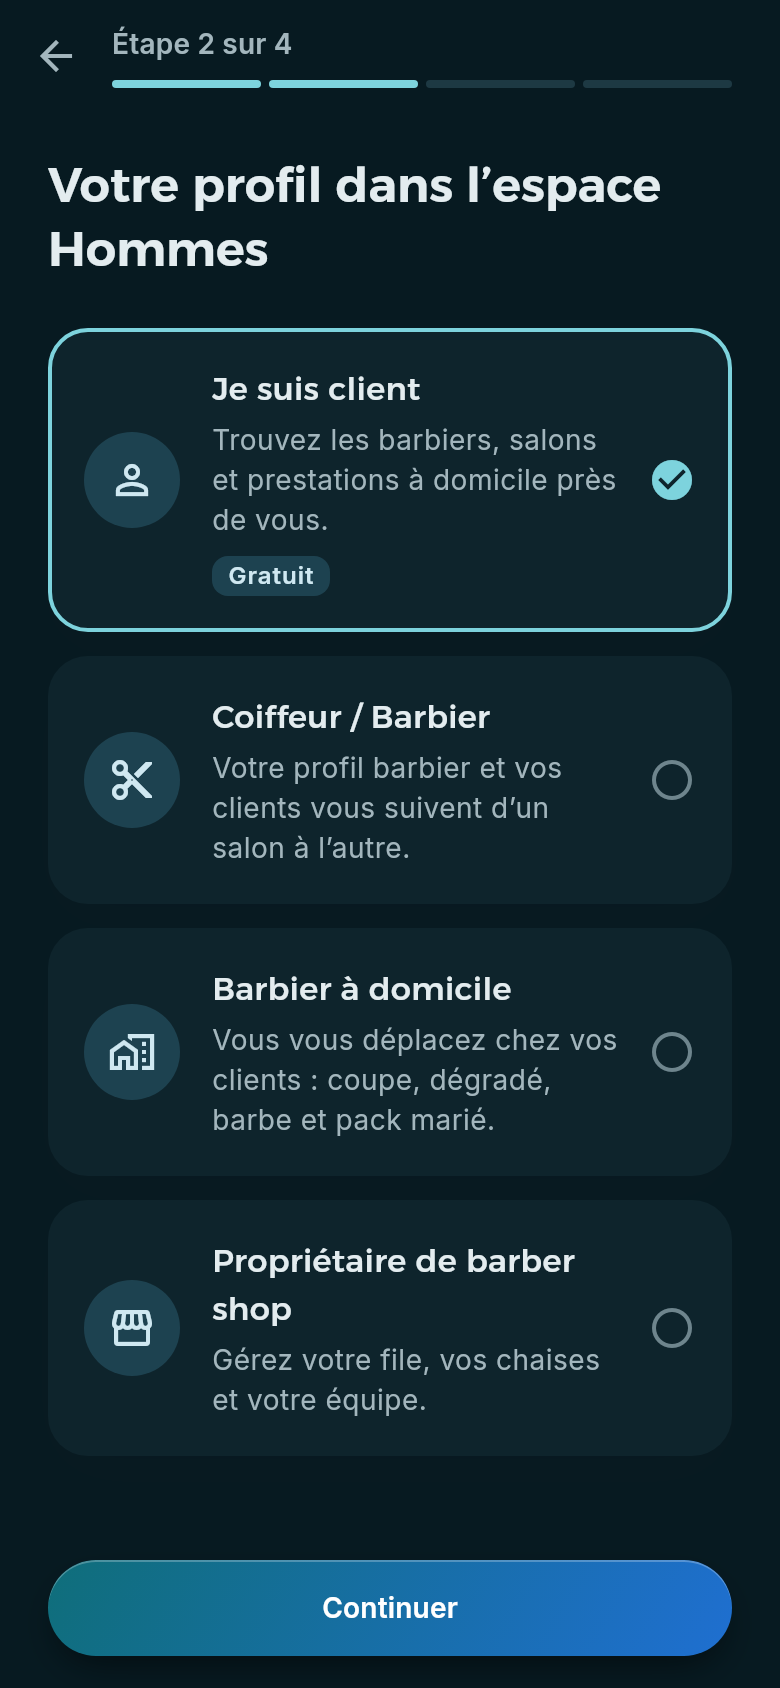 Étape 2 sur 4
Votre profil dans l’espace
Hommes
Je suis client
Trouvez les barbiers, salons
et prestations à domicile près
de vous.
Gratuit
Coiffeur / Barbier
Votre profil barbier et vos
clients vous suivent d’un
salon à l’autre.
Barbier à domicile
Vous vous déplacez chez vos
clients : coupe, dégradé,
barbe et pack marié.
Propriétaire de barber
shop
Gérez votre file, vos chaises
et votre équipe.
Continuer